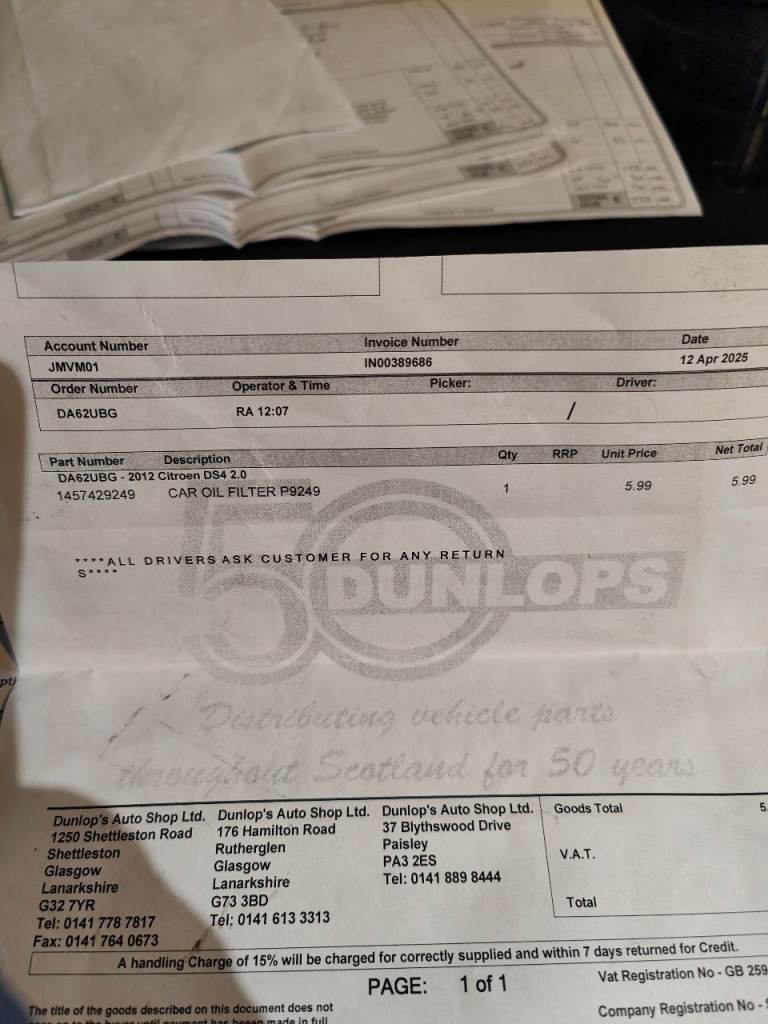 Account Number Invoice Number Date
JMVM01 IN00389686 12 Apr 2025
Order Number Operator & Time Picker: Driver:
DA62UBG RA 12:07 /
Part Number Description Qty RRP Unit Price Net Total
DA62UBG - 2012 Citroen DS4 2.0
1457429249 CAR OIL FILTER P9249 1 5.99 5.99
****ALL DRIVERS ASK CUSTOMER FOR ANY RETURN
S****
50 DUNLOPS
Distributing vehicle parts
throughout Scotland for 50 years
Dunlop's Auto Shop Ltd.
1250 Shettleston Road
Shettleston
Glasgow
Lanarkshire
G32 7YR
Tel: 0141 778 7817
Fax: 0141 764 0673
Dunlop's Auto Shop Ltd.
176 Hamilton Road
Rutherglen
Glasgow
Lanarkshire
G73 3BD
Tel: 0141 613 3313
Dunlop's Auto Shop Ltd.
37 Blythswood Drive
Paisley
PA3 2ES
Tel: 0141 889 8444
Goods Total 5.
V.A.T.
Total
A handling Charge of 15% will be charged for correctly supplied and within 7 days returned for Credit.
PAGE: 1 of 1
Vat Registration No - GB 259
Company Registration No -
The title of the goods described on this document does not
made in full